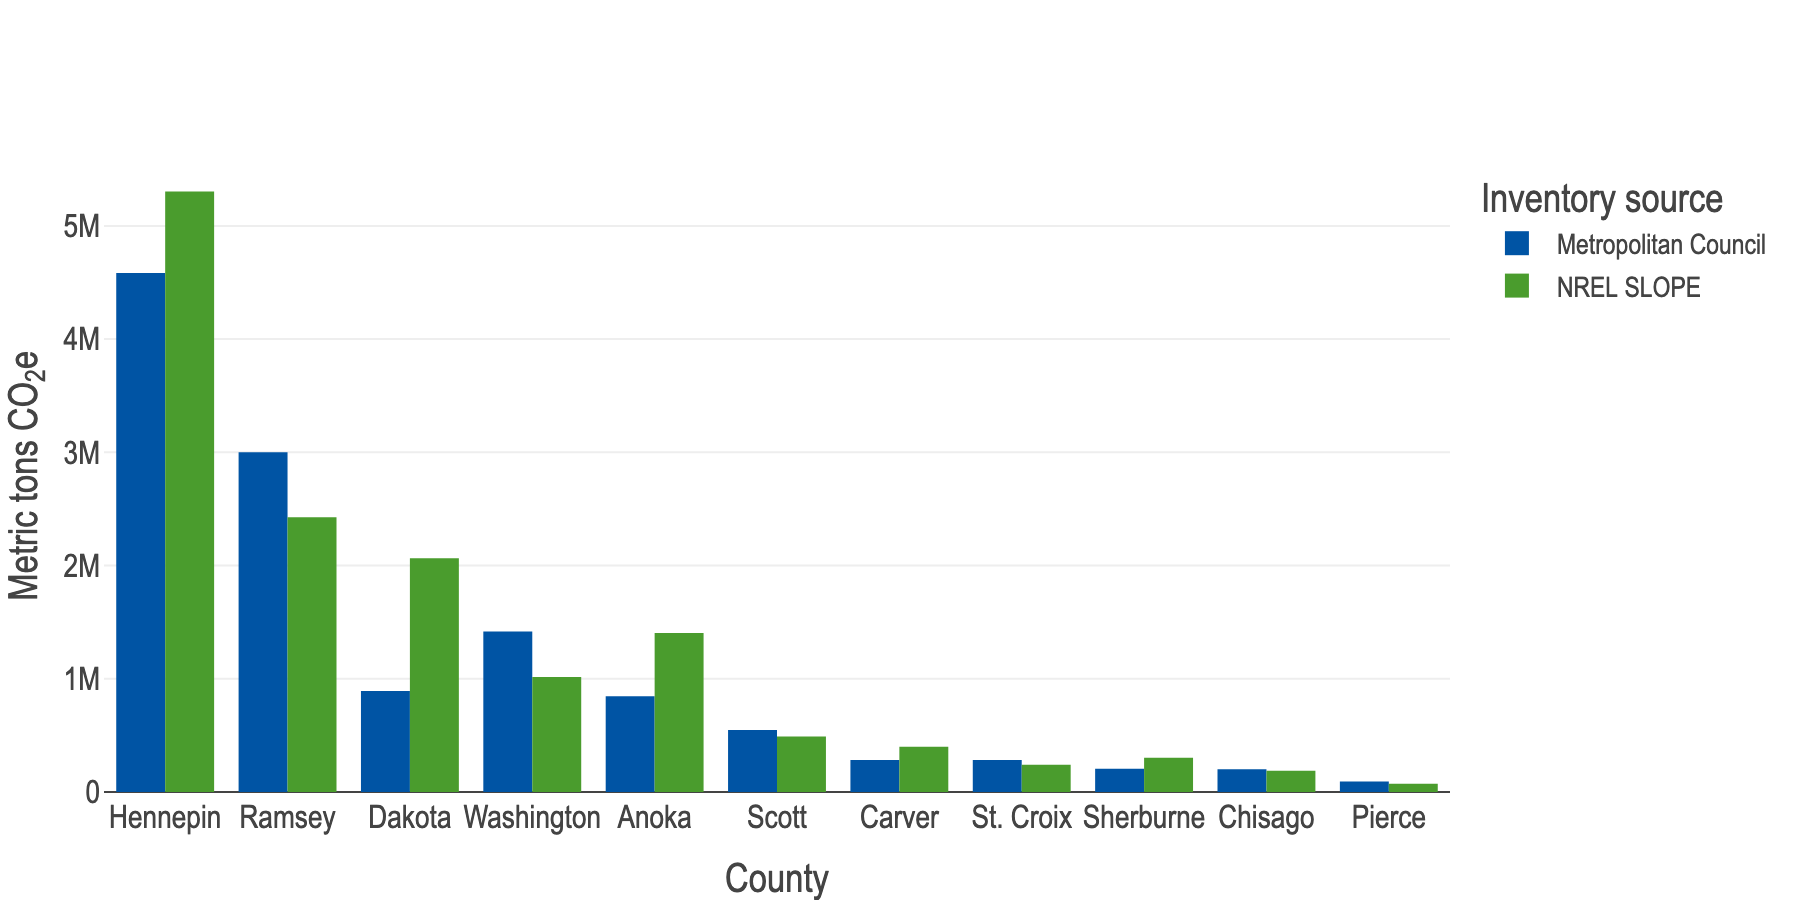 Inventory source
Metropolitan Council
NREL SLOPE
Metric tons CO₂e
5M
4M
3M
2M
1M
0
Hennepin Ramsey Dakota Washington Anoka Scott Carver St. Croix Sherburne Chisago Pierce
County